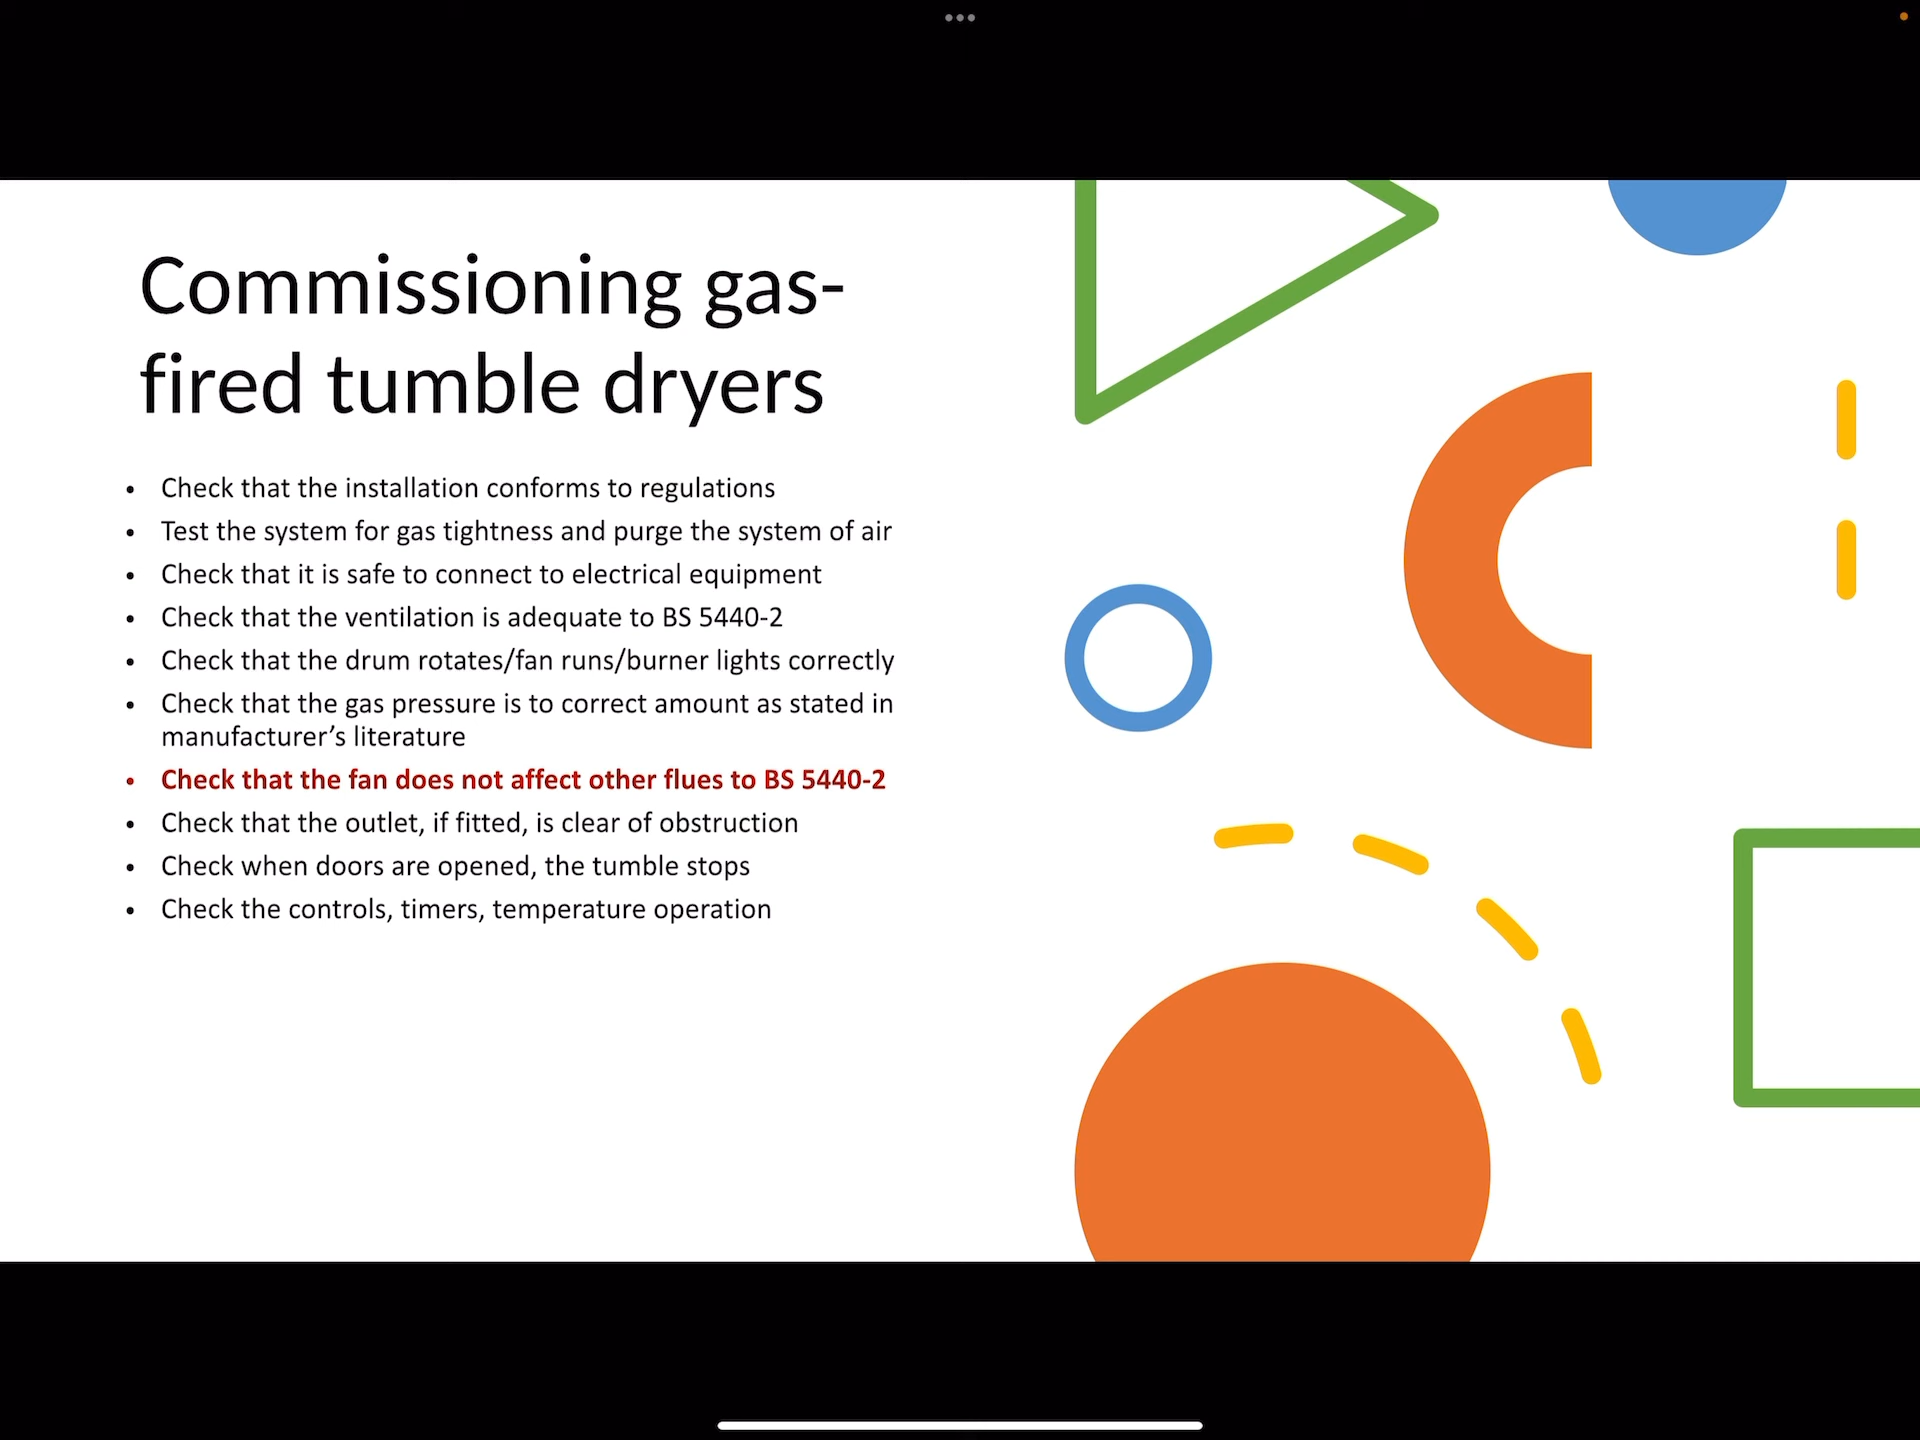 Commissioning gas-
fired tumble dryers
• Check that the installation conforms to regulations
• Test the system for gas tightness and purge the system of air
• Check that it is safe to connect to electrical equipment
• Check that the ventilation is adequate to BS 5440-2
• Check that the drum rotates/fan runs/burner lights correctly
• Check that the gas pressure is to correct amount as stated in
manufacturer’s literature
• Check that the fan does not affect other flues to BS 5440-2
• Check that the outlet, if fitted, is clear of obstruction
• Check when doors are opened, the tumble stops
• Check the controls, timers, temperature operation